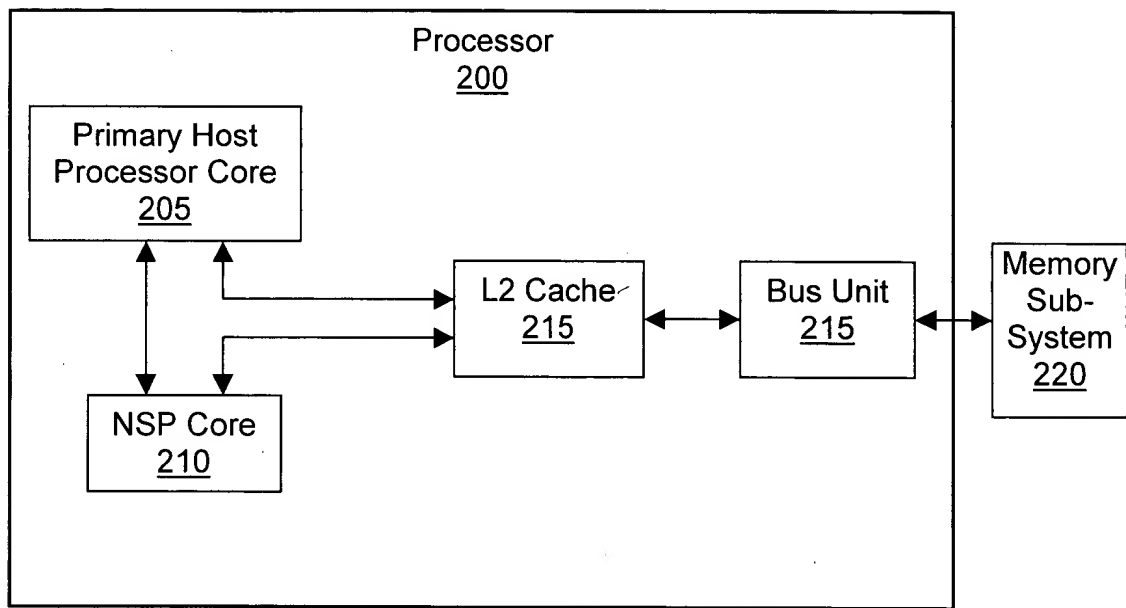 Processor
200
Primary Host
Processor Core
205
L2 Cache
215
Bus Unit
215
Memory
Sub-
System
220
NSP Core
210